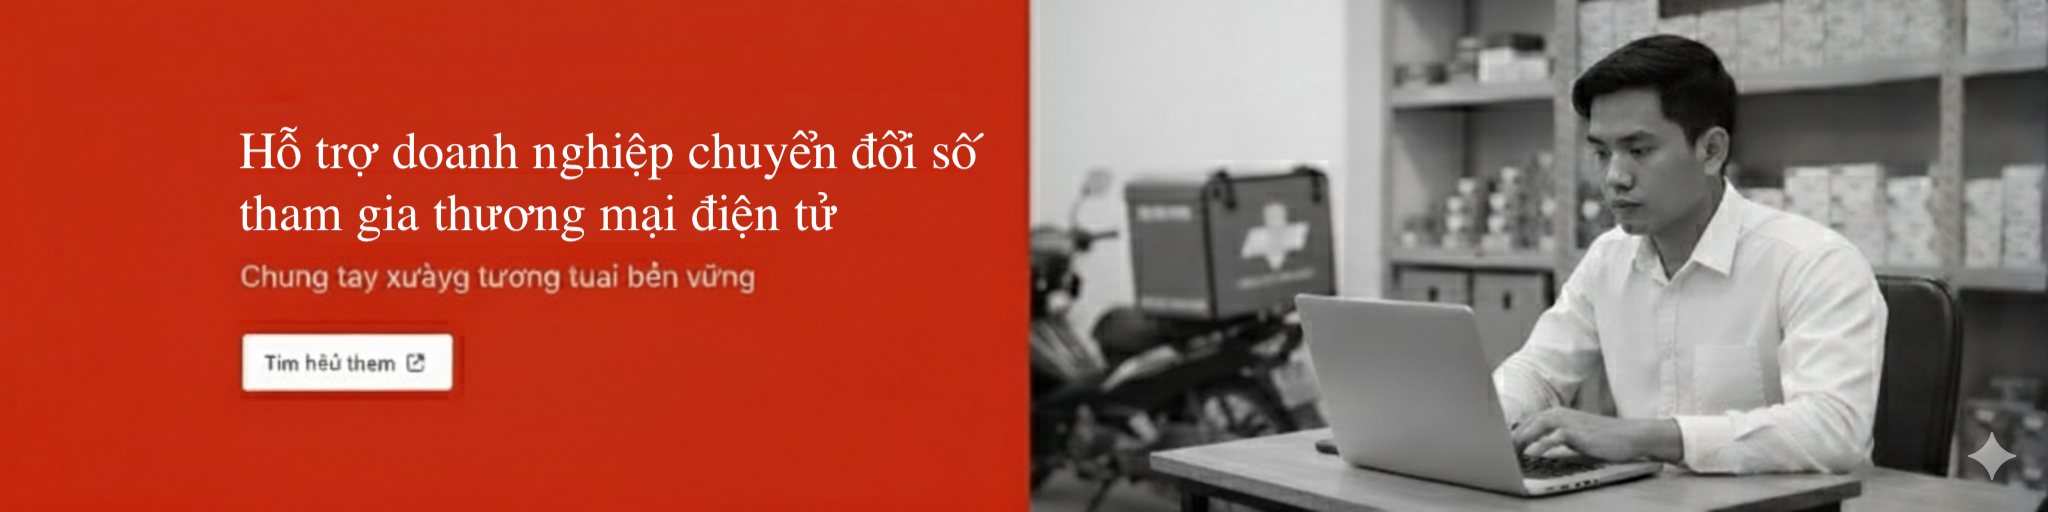 Hỗ trợ doanh nghiệp chuyển đổi số
tham gia thương mại điện tử
Chung tay xưàyg tương tuai bẻn vững
Tim hêủ them